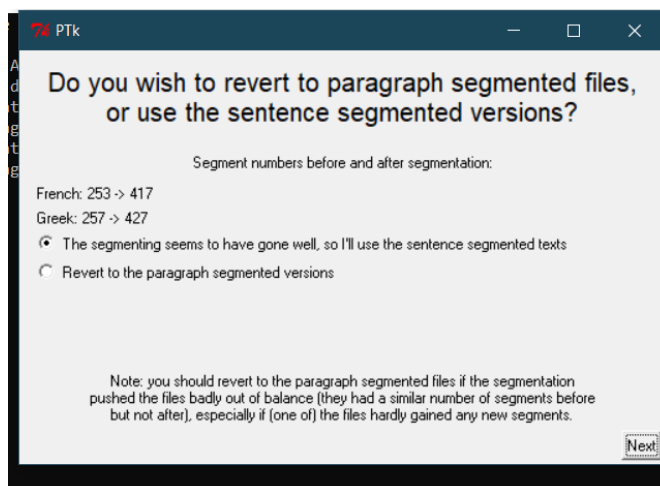 PTk
Do you wish to revert to paragraph segmented files,
or use the sentence segmented versions?
Segment numbers before and after segmentation:
French: 253 -> 417
Greek: 257 -> 427
The segmenting seems to have gone well, so I'll use the sentence segmented texts
Revert to the paragraph segmented versions
Note: you should revert to the paragraph segmented files if the segmentation
pushed the files badly out of balance (they had a similar number of segments before
but not after), especially if (one of) the files hardly gained any new segments.
Next